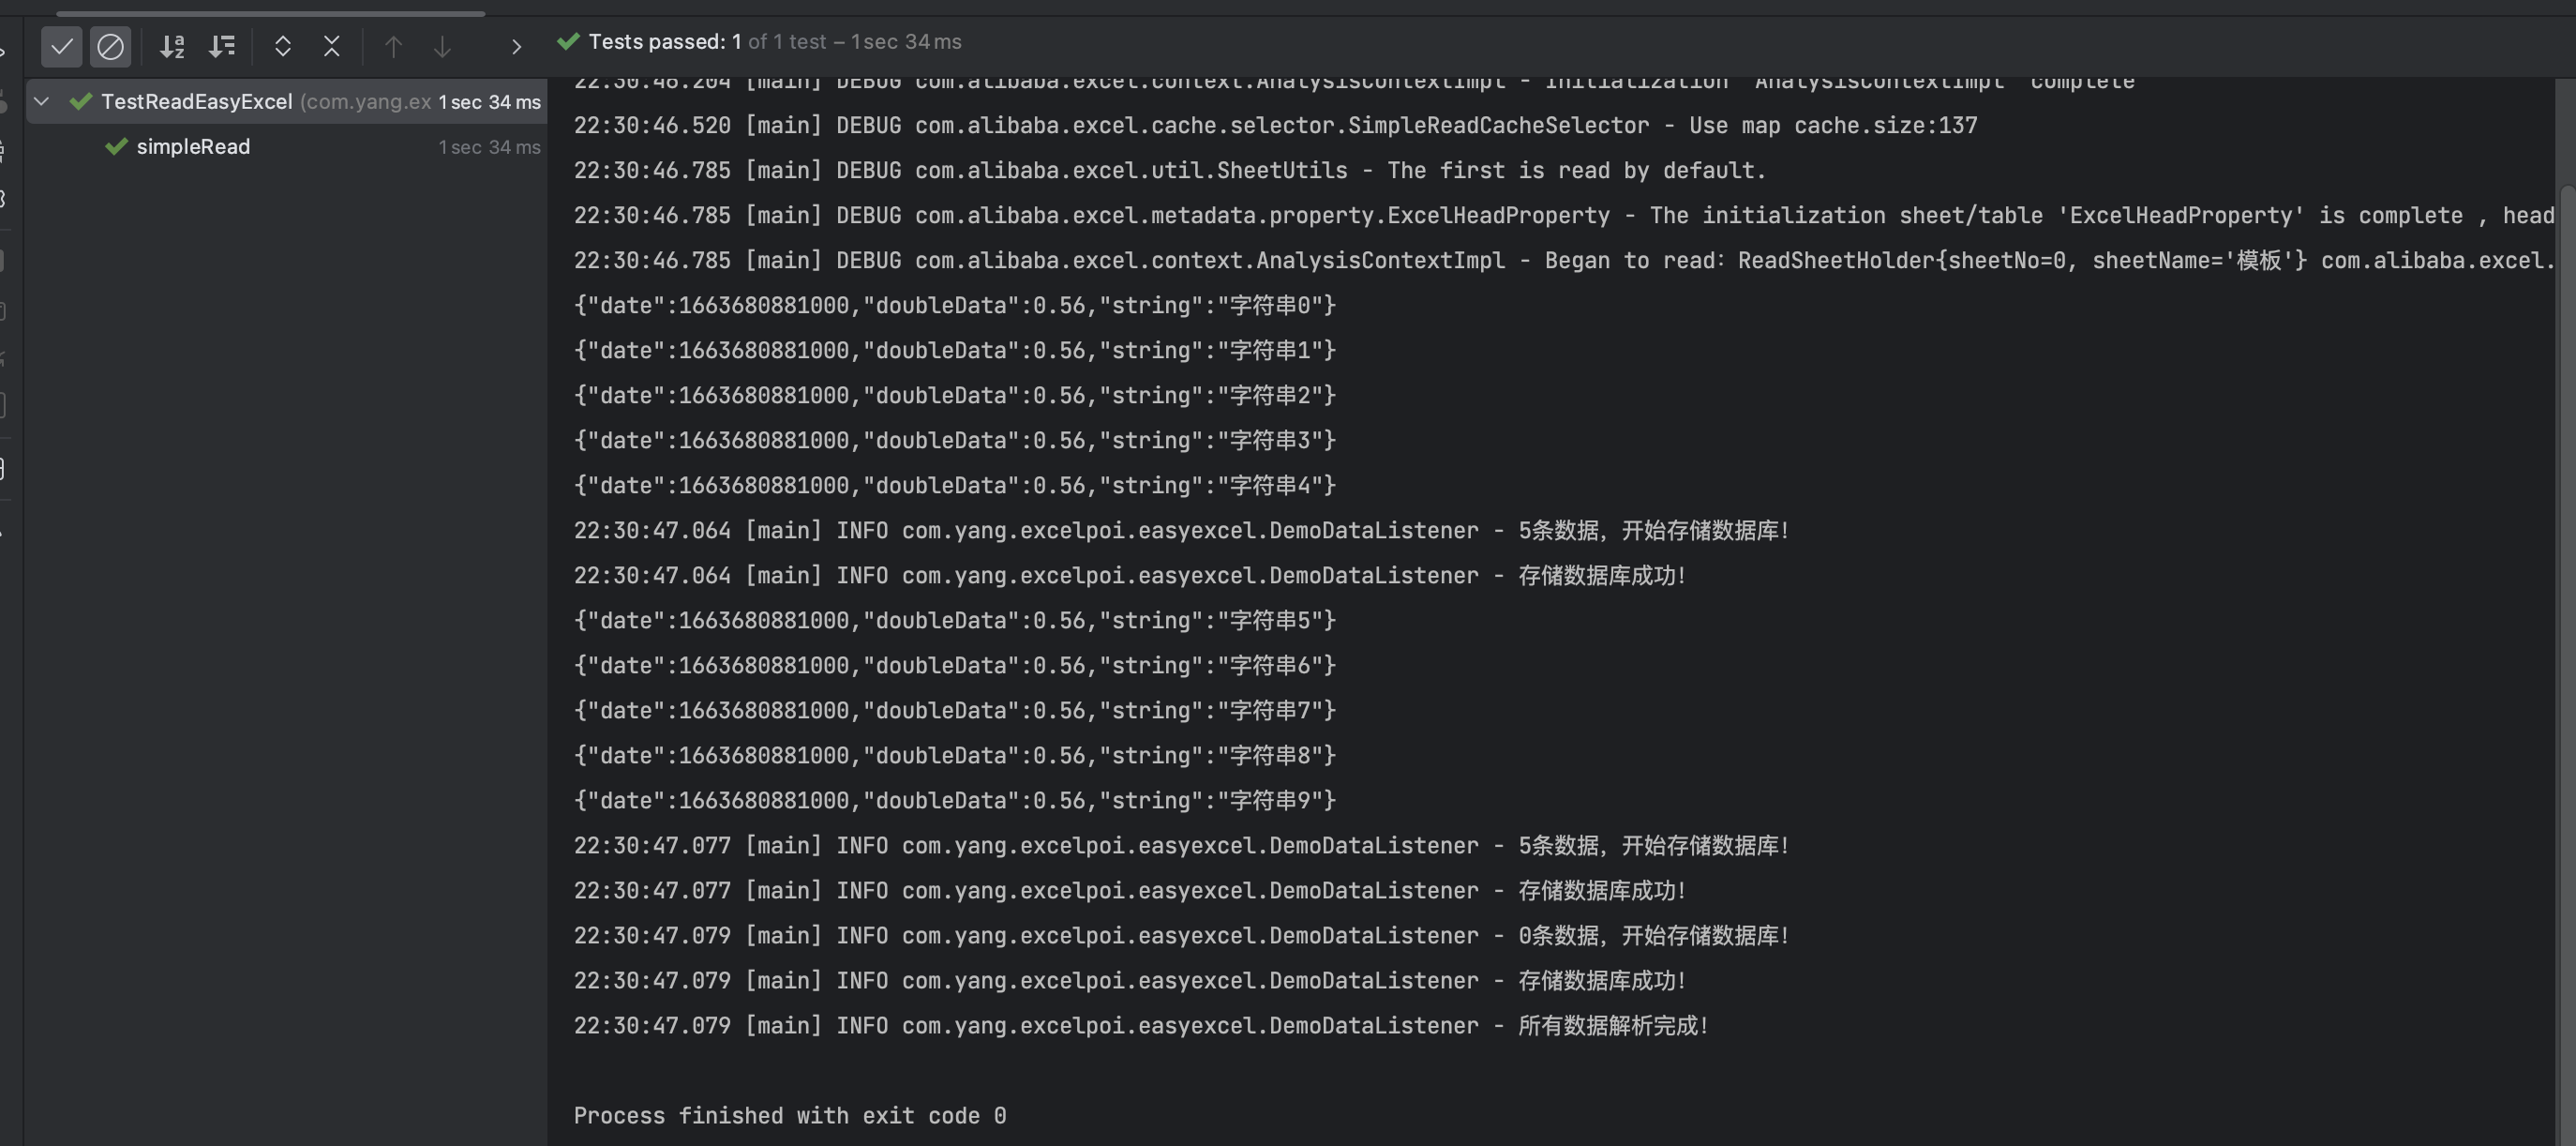 Tests passed: 1 of 1 test – 1 sec 34 ms
TestReadEasyExcel (com.yang.ex 1 sec 34 ms
simpleRead 1 sec 34 ms
22:30:46.204 [main] DEBUG com.alibaba.excel.context.AnalysisContextImpl - Initialization 'AnalysisContextImpl' complete
22:30:46.520 [main] DEBUG com.alibaba.excel.cache.selector.SimpleReadCacheSelector - Use map cache.size:137
22:30:46.785 [main] DEBUG com.alibaba.excel.util.SheetUtils - The first is read by default.
22:30:46.785 [main] DEBUG com.alibaba.excel.metadata.property.ExcelHeadProperty - The initialization sheet/table 'ExcelHeadProperty' is complete , head
22:30:46.785 [main] DEBUG com.alibaba.excel.context.AnalysisContextImpl - Began to read：ReadSheetHolder{sheetNo=0, sheetName='模板'} com.alibaba.excel.
{"date":1663680881000,"doubleData":0.56,"string":"字符串0"}
{"date":1663680881000,"doubleData":0.56,"string":"字符串1"}
{"date":1663680881000,"doubleData":0.56,"string":"字符串2"}
{"date":1663680881000,"doubleData":0.56,"string":"字符串3"}
{"date":1663680881000,"doubleData":0.56,"string":"字符串4"}
22:30:47.064 [main] INFO com.yang.excelpoi.easyexcel.DemoDataListener - 5条数据，开始存储数据库！
22:30:47.064 [main] INFO com.yang.excelpoi.easyexcel.DemoDataListener - 存储数据库成功！
{"date":1663680881000,"doubleData":0.56,"string":"字符串5"}
{"date":1663680881000,"doubleData":0.56,"string":"字符串6"}
{"date":1663680881000,"doubleData":0.56,"string":"字符串7"}
{"date":1663680881000,"doubleData":0.56,"string":"字符串8"}
{"date":1663680881000,"doubleData":0.56,"string":"字符串9"}
22:30:47.077 [main] INFO com.yang.excelpoi.easyexcel.DemoDataListener - 5条数据，开始存储数据库！
22:30:47.077 [main] INFO com.yang.excelpoi.easyexcel.DemoDataListener - 存储数据库成功！
22:30:47.079 [main] INFO com.yang.excelpoi.easyexcel.DemoDataListener - 0条数据，开始存储数据库！
22:30:47.079 [main] INFO com.yang.excelpoi.easyexcel.DemoDataListener - 存储数据库成功！
22:30:47.079 [main] INFO com.yang.excelpoi.easyexcel.DemoDataListener - 所有数据解析完成！
Process finished with exit code 0